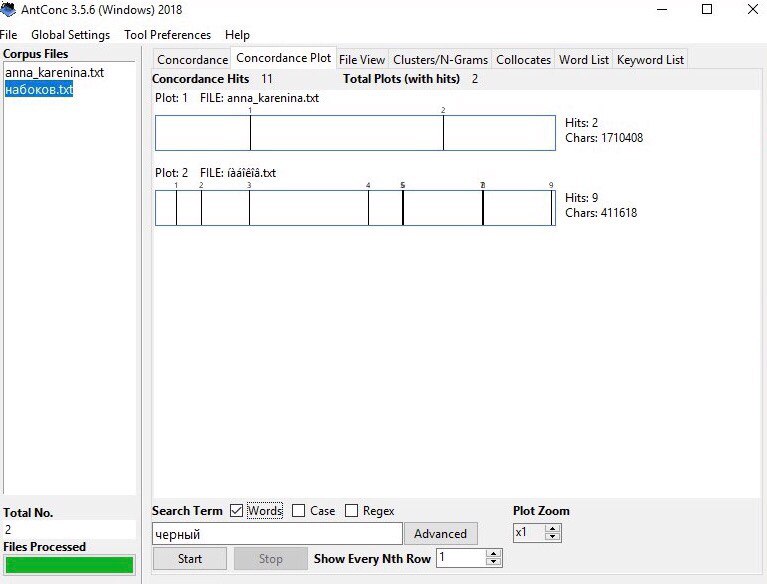 AntConc 3.5.6 (Windows) 2018
File Global Settings Tool Preferences Help
Corpus Files
anna_karenina.txt
набоков.txt
Concordance Concordance Plot File View Clusters/N-Grams Collocates Word List Keyword List
Concordance Hits 11 Total Plots (with hits) 2
Plot: 1 FILE: anna_karenina.txt
1 2
Hits: 2
Chars: 1710408
Plot: 2 FILE: íàáîêîâ.txt
1 2 3 4 5 9
Hits: 9
Chars: 411618
Search Term Words Case Regex Plot Zoom
черный Advanced x1
Start Stop Show Every Nth Row 1
Total No.
2
Files Processed